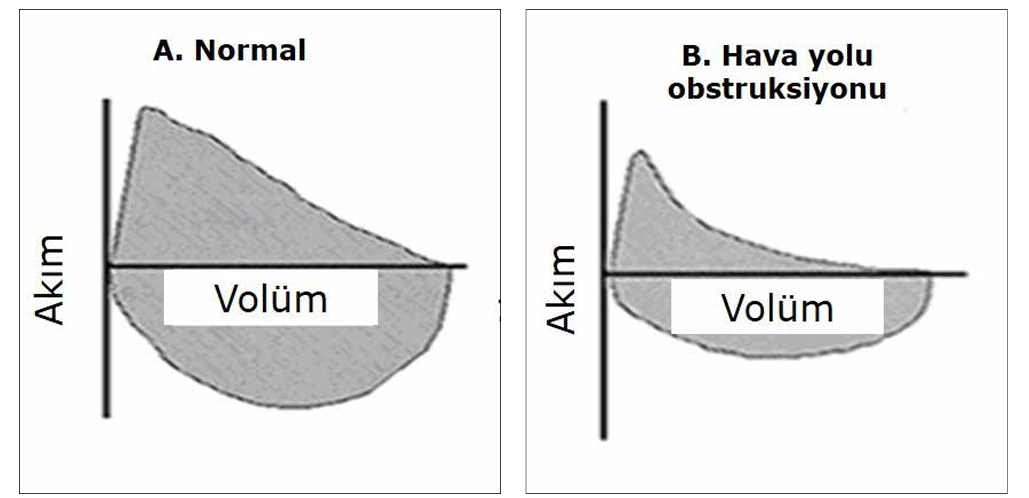 A. Normal
Akım
Volüm
B. Hava yolu
obstruksiyonu
Akım
Volüm